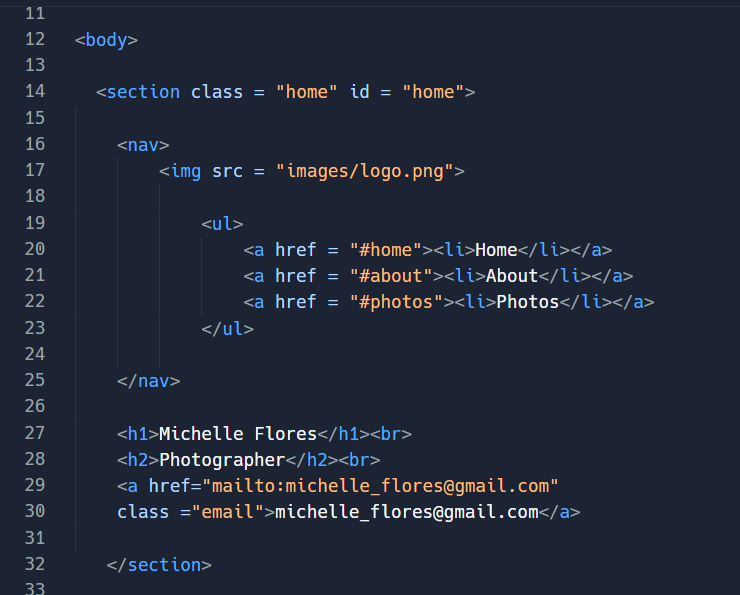 11
12 <body>
13
14 <section class = "home" id = "home">
15
16 <nav>
17 <img src = "images/logo.png">
18
19 <ul>
20 <a href = "#home"><li>Home</li></a>
21 <a href = "#about"><li>About</li></a>
22 <a href = "#photos"><li>Photos</li></a>
23 </ul>
24
25 </nav>
26
27 <h1>Michelle Flores</h1><br>
28 <h2>Photographer</h2><br>
29 <a href="mailto:michelle_flores@gmail.com"
30 class ="email">michelle_flores@gmail.com</a>
31
32 </section>
33